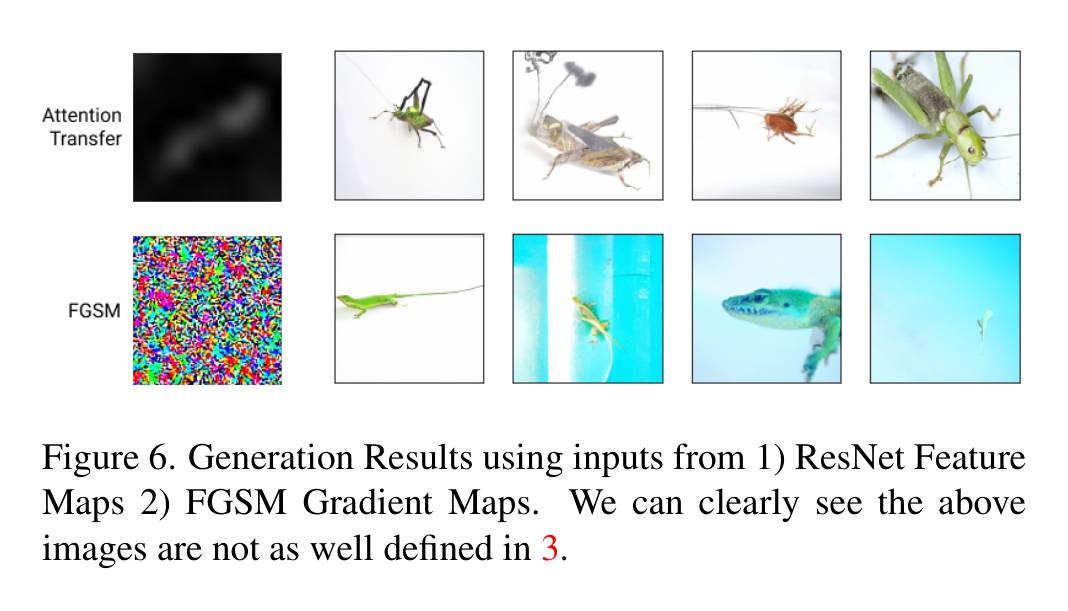 Attention
Transfer
FGSM
Figure 6. Generation Results using inputs from 1) ResNet Feature
Maps 2) FGSM Gradient Maps. We can clearly see the above
images are not as well defined in 3.